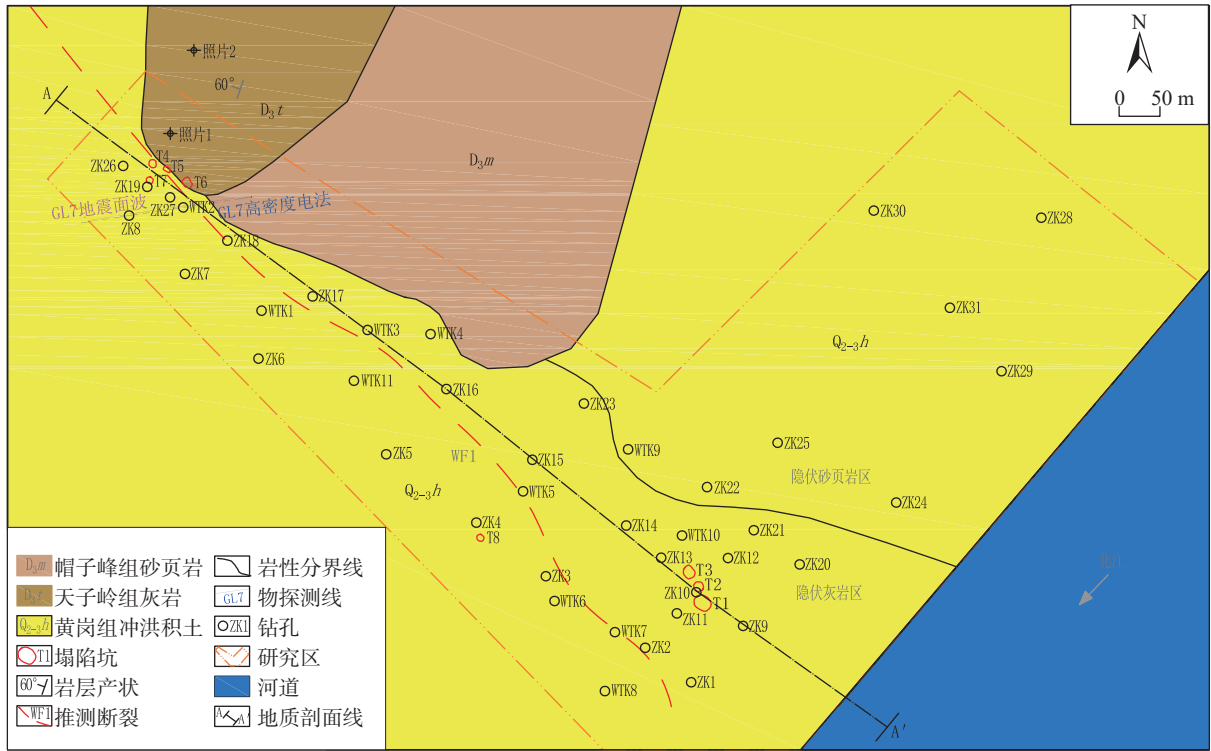 N
0 50 m
照片2
60°
A
D₃t
照片1
D₃m
T4
T5
ZK26
T7
T6
ZK19
GL7地震面波
ZK27
WTK2
GL7高密度电法
ZK8
ZK30
ZK28
ZK18
ZK7
ZK17
WTK1
ZK31
WTK3
WTK4
Q₂₋₃h
ZK6
ZK29
WTK11
ZK16
ZK23
ZK25
WTK9
ZK5
WF1
ZK15
隐伏砂页岩区
ZK22
Q₂₋₃h
WTK5
ZK24
ZK4
ZK14
ZK21
T8
WTK10
ZK13
ZK12
ZK20
T3
ZK3
T2
ZK10
隐伏灰岩区
WTK6
T1
ZK11
ZK9
WTK7
ZK2
ZK1
WTK8
A′
D₃m 帽子峰组砂页岩
岩性分界线
D₃t 天子岭组灰岩
GL7 物探测线
Q₂₋₃h 黄岗组冲洪积土
ZK1 钻孔
T1 塌陷坑
研究区
60° 岩层产状
河道
WF1 推测断裂
A A′ 地质剖面线